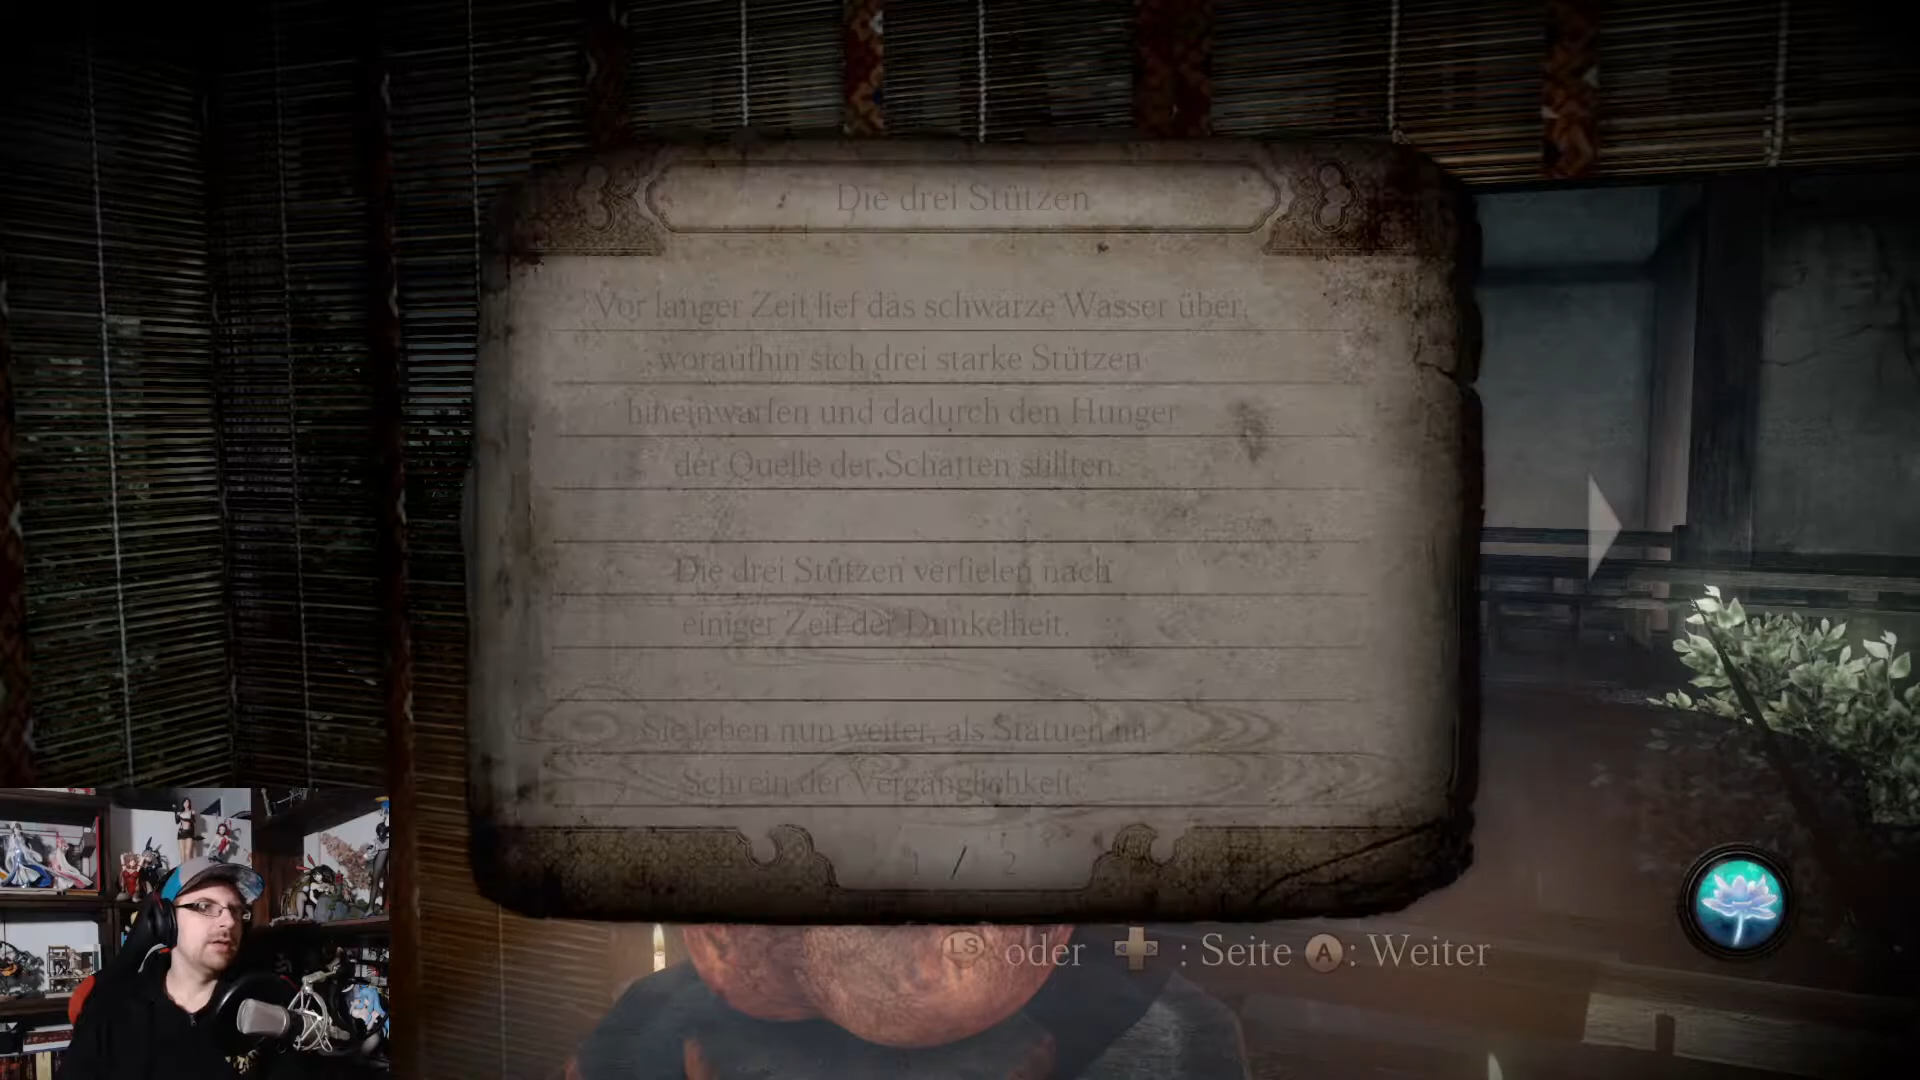 Die drei Stützen
Vor langer Zeit lief das schwarze Wasser über,
woraufhin sich drei starke Stützen
hineinwarfen und dadurch den Hunger
der Quelle der Schatten stillten.
Die drei Stützen verfielen nach
einiger Zeit der Dunkelheit.
Sie leben nun weiter, als Statuen im
Schrein der Vergänglichkeit.
1 / 2
LS oder : Seite A : Weiter